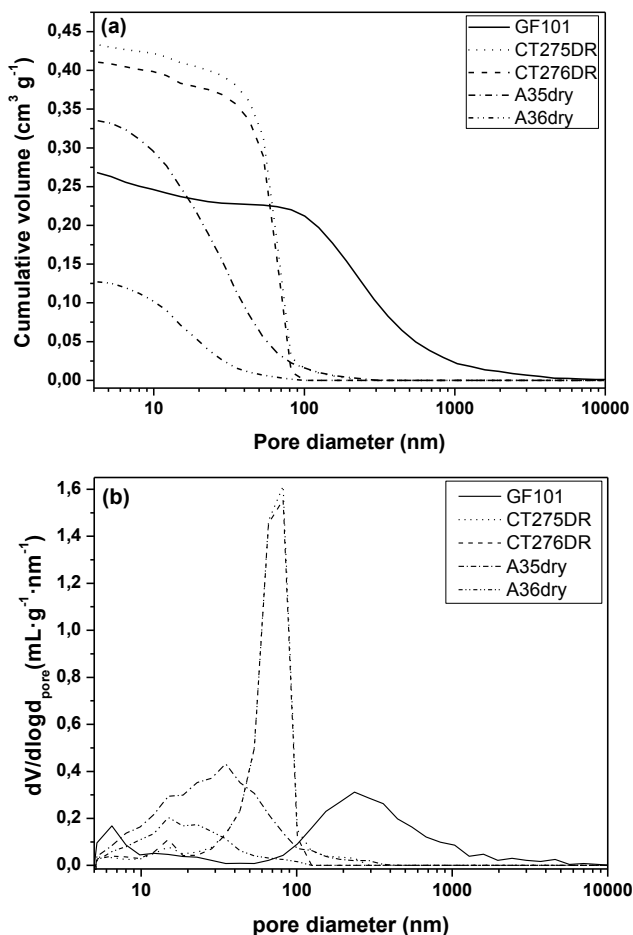 (a)
GF101
CT275DR
CT276DR
A35dry
A36dry
0,45
0,40
0,35
0,30
0,25
0,20
0,15
0,10
0,05
0,00
Cumulative volume (cm³ g⁻¹)
10
100
1000
10000
Pore diameter (nm)
(b)
GF101
CT275DR
CT276DR
A35dry
A36dry
1,6
1,4
1,2
1,0
0,8
0,6
0,4
0,2
0,0
dV/dlogd_pore(mL·g⁻¹·nm⁻¹)
10
100
1000
10000
pore diameter (nm)